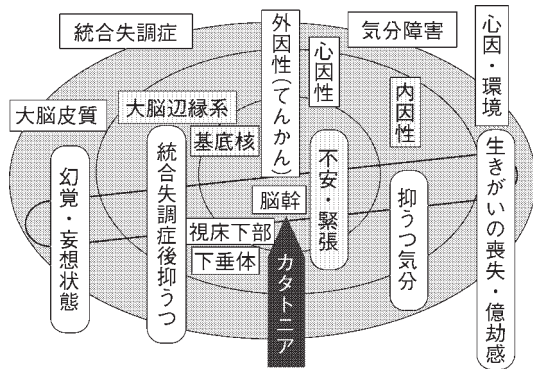 統合失調症
外因性(てんかん)
心因性
気分障害
心因・環境
大脳皮質
大脳辺縁系
基底核
内因性
幻覚・妄想状態
統合失調症後抑うつ
脳幹
不安・緊張
抑うつ気分
生きがいの喪失・億劫感
視床下部
下垂体
カタトニア